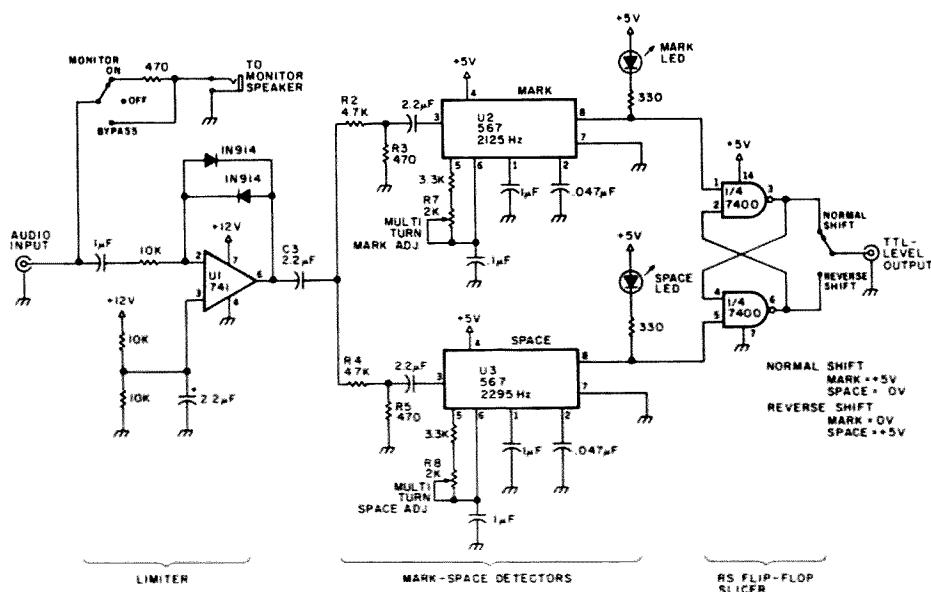 MONITOR
ON
470
OFF
BYPASS
TO
MONITOR
SPEAKER
IN914
IN914
AUDIO
INPUT
1µF
10K
+12V
2
7
U1
741
6
3
4
C3
2.2µF
+12V
10K
10K
+
2.2µF
R2
4.7K
2.2µF
R3
470
+5V
4
MARK
3
U2
567
2125 Hz
8
7
5
6
1
2
3.3K
R7
2K
MULTI
TURN
MARK ADJ
.1µF
1µF
.047µF
+5V
MARK
LED
330
R4
47K
2.2µF
R5
470
+5V
4
SPACE
3
U3
567
2295 Hz
8
7
5
6
1
2
3.3K
R8
2K
MULTI
TURN
SPACE ADJ
.1µF
1µF
.047µF
+5V
SPACE
LED
330
+5V
14
1
2
1/4
7400
3
4
5
1/4
7400
6
7
NORMAL
SHIFT
REVERSE
SHIFT
TTL-
LEVEL
OUTPUT
NORMAL SHIFT
MARK=+5V
SPACE= 0V
REVERSE SHIFT
MARK=0V
SPACE=+5V
LIMITER
MARK-SPACE DETECTORS
RS FLIP-FLOP
SLICER